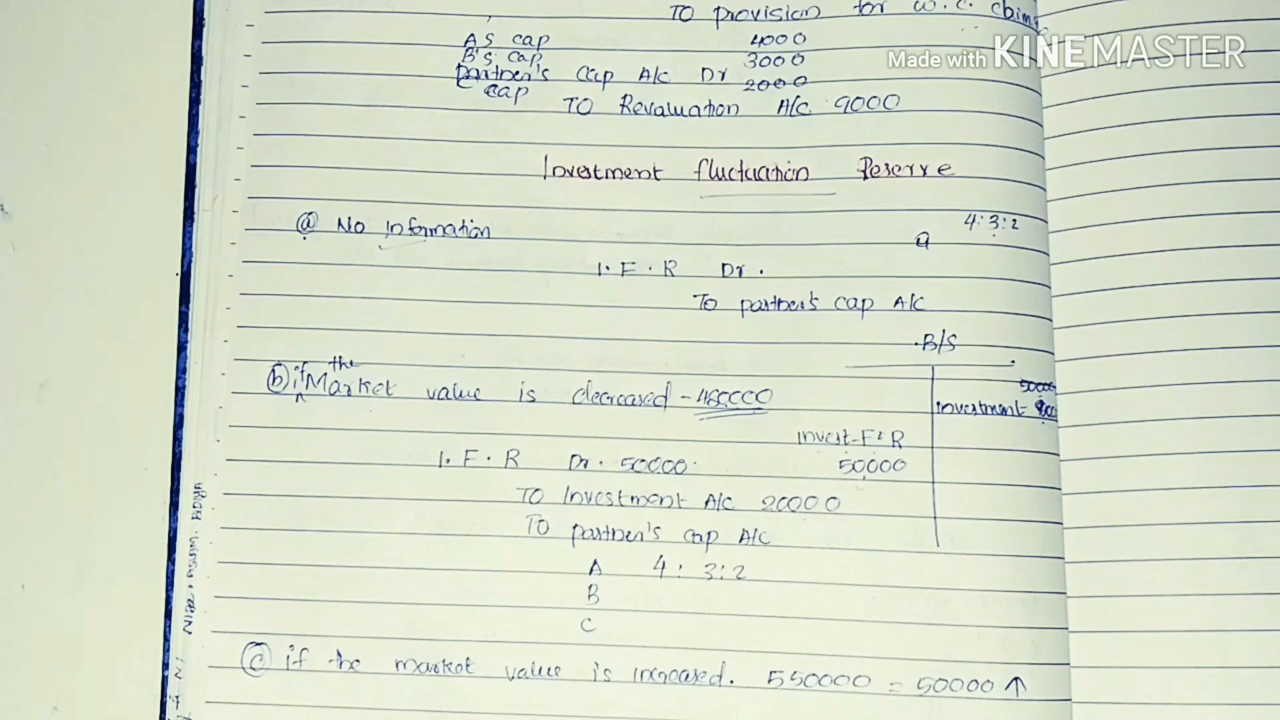 TO provision for W.C. claims
Made with KINEMASTER
A's cap 4000
B's cap 3000
partner's cap A/c Dr 2000
C cap
TO Revaluation A/c 9000
Investment fluctuation Reserve
ⓐ No information
4:3:2
I.F.R Dr.
To partner's cap A/c
B/S
ⓑ if the Market value is decreased -
50000
investment
Invest-F-R
I.F.R Dr. 50000.
50000
TO Investment A/c 20000
TO partner's cap A/c
A 4:3:2
B
C
ⓒ if the market value is increased. 550000 = 50000 ↑